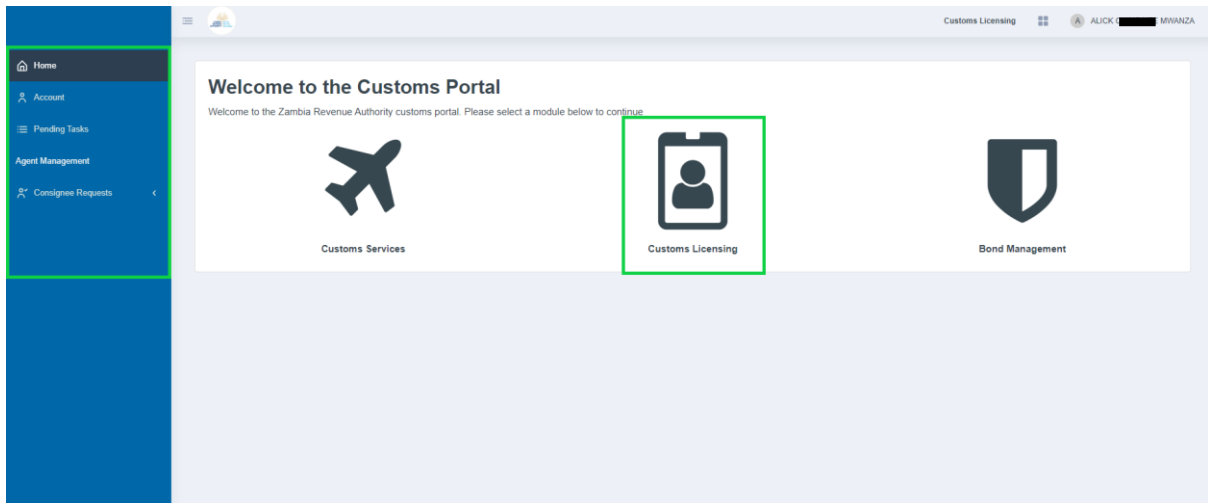 Customs Licensing
A ALICK C MWANZA
Home
Account
Pending Tasks
Agent Management
Consignee Requests
Welcome to the Customs Portal
Welcome to the Zambia Revenue Authority customs portal. Please select a module below to continue
Customs Services
Customs Licensing
Bond Management